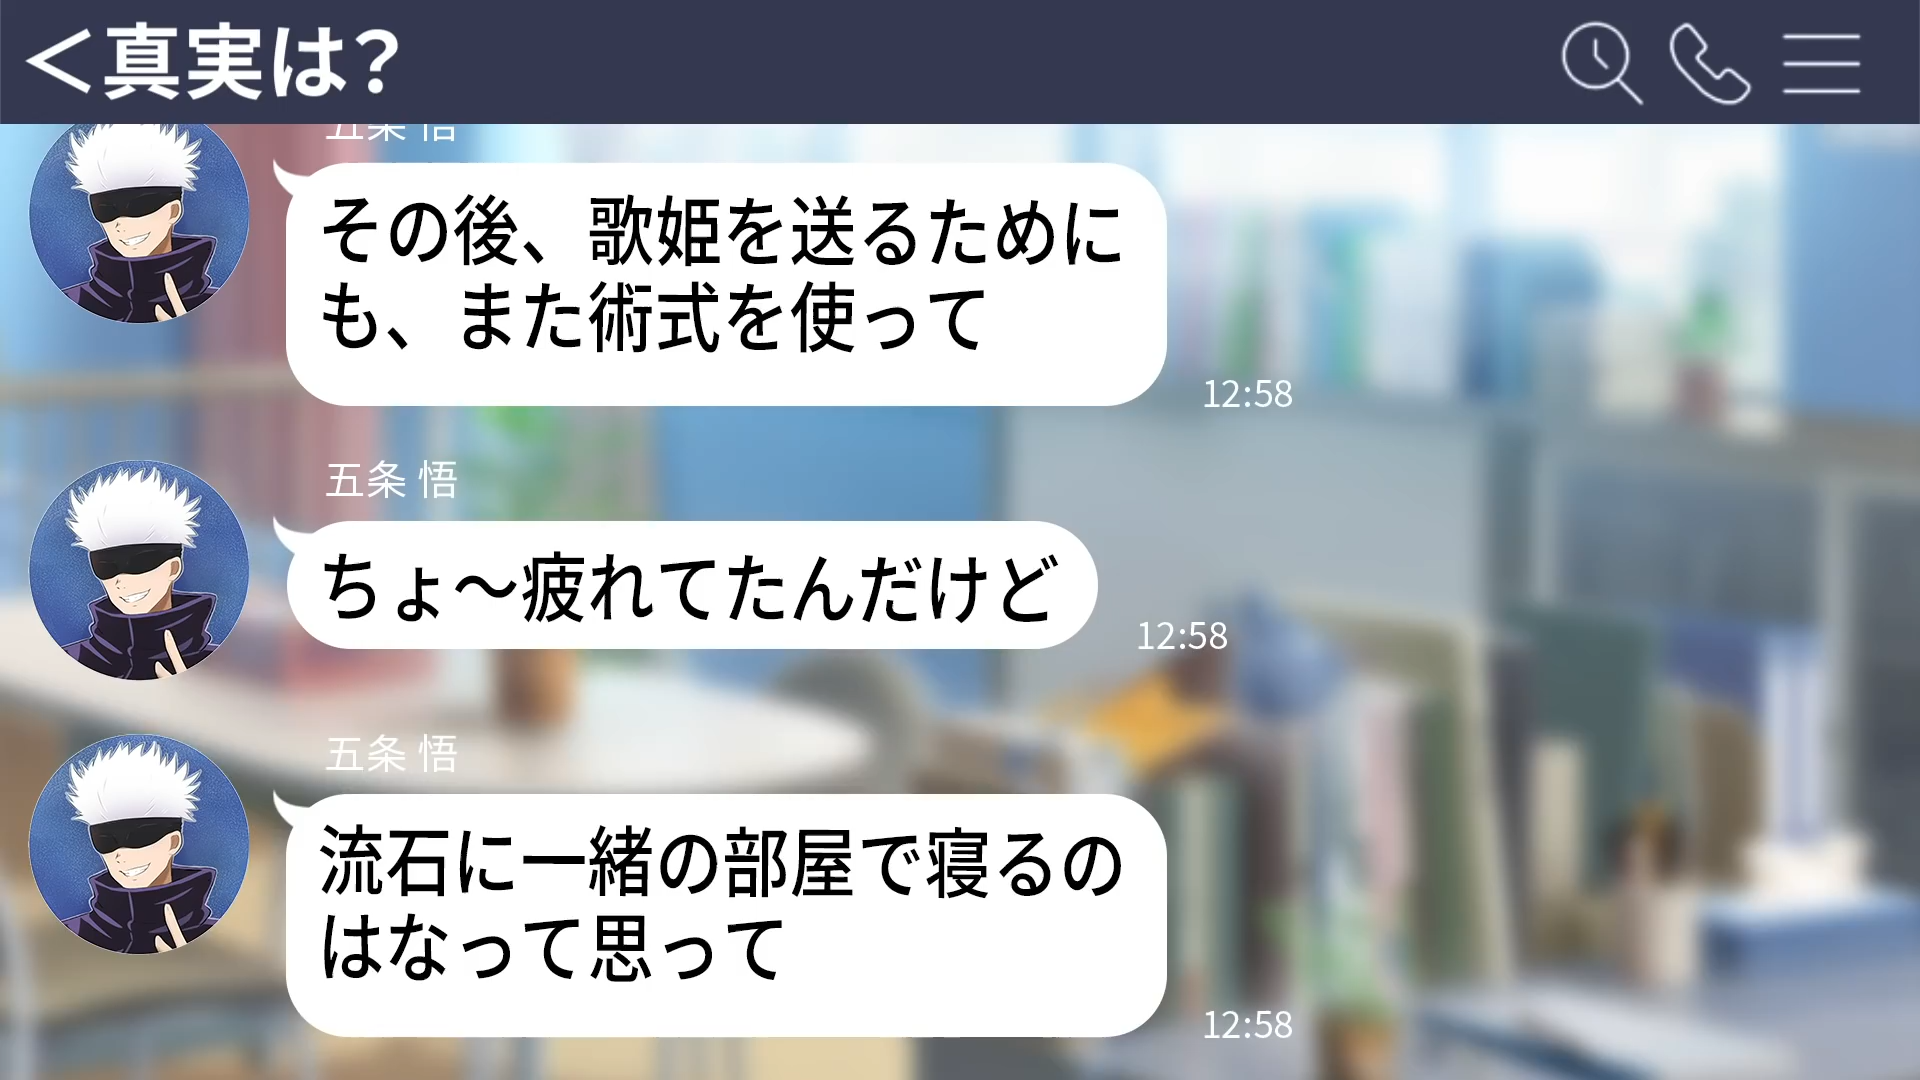 ＜真実は？
五条 悟
その後、歌姫を送るために
も、また術式を使って
12:58
五条 悟
ちょ～疲れてたんだけど
12:58
五条 悟
流石に一緒の部屋で寝るの
はなって思って
12:58